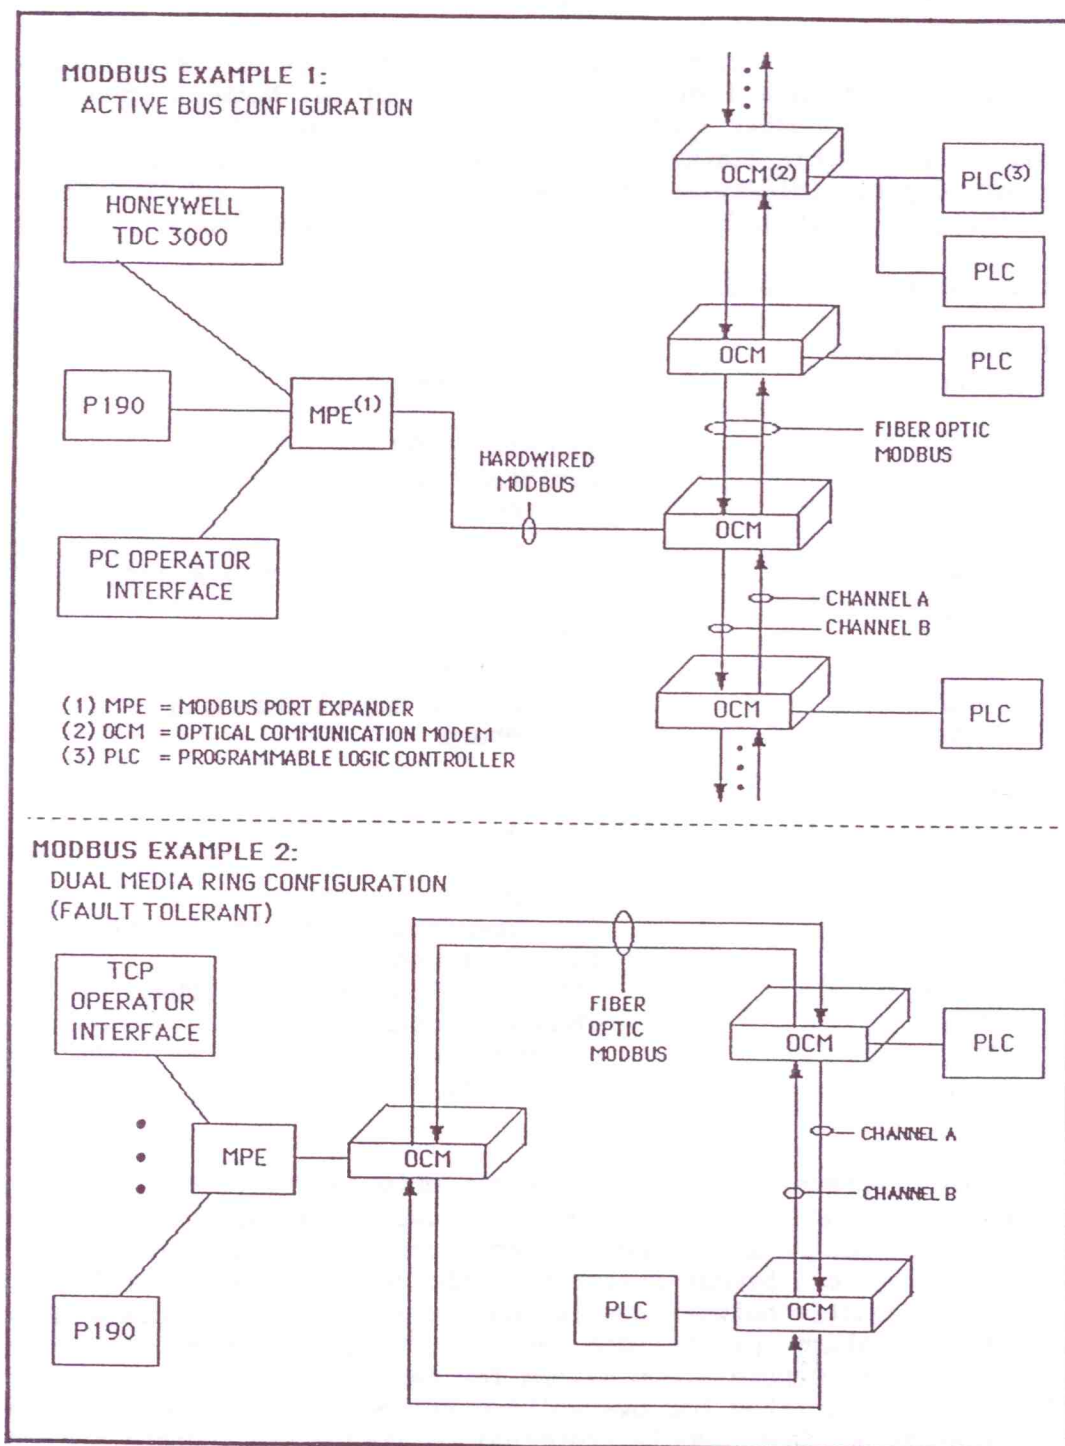 MODBUS EXAMPLE 1:
ACTIVE BUS CONFIGURATION
HONEYWELL
TDC 3000
P190
MPE(1)
PC OPERATOR
INTERFACE
HARDWIRED
MODBUS
OCM(2)
PLC(3)
PLC
OCM
PLC
FIBER OPTIC
MODBUS
OCM
CHANNEL A
CHANNEL B
OCM
PLC
(1) MPE = MODBUS PORT EXPANDER
(2) OCM = OPTICAL COMMUNICATION MODEM
(3) PLC = PROGRAMMABLE LOGIC CONTROLLER
MODBUS EXAMPLE 2:
DUAL MEDIA RING CONFIGURATION
(FAULT TOLERANT)
TCP
OPERATOR
INTERFACE
MPE
P190
OCM
FIBER
OPTIC
MODBUS
OCM
PLC
CHANNEL A
CHANNEL B
PLC
OCM